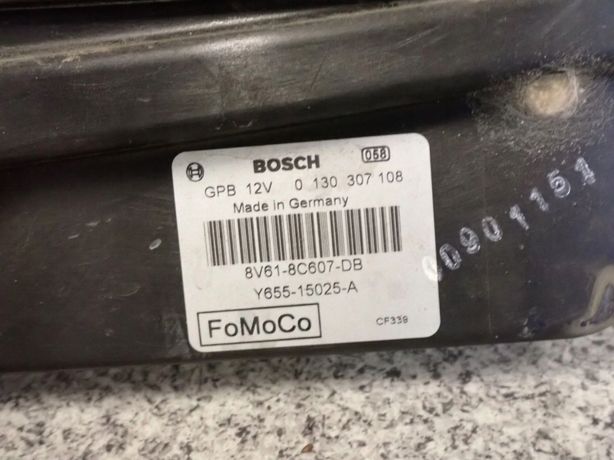 BOSCH 058
GPB 12V 0 130 307 108
Made in Germany
8V61-8C607-DB
Y655-15025-A
FoMoCo CF339
0901151